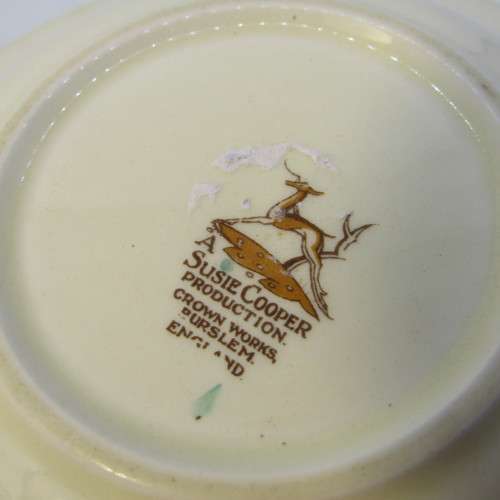 A
SUSIE COOPER
PRODUCTION.
CROWN WORKS,
BURSLEM.
ENGLAND